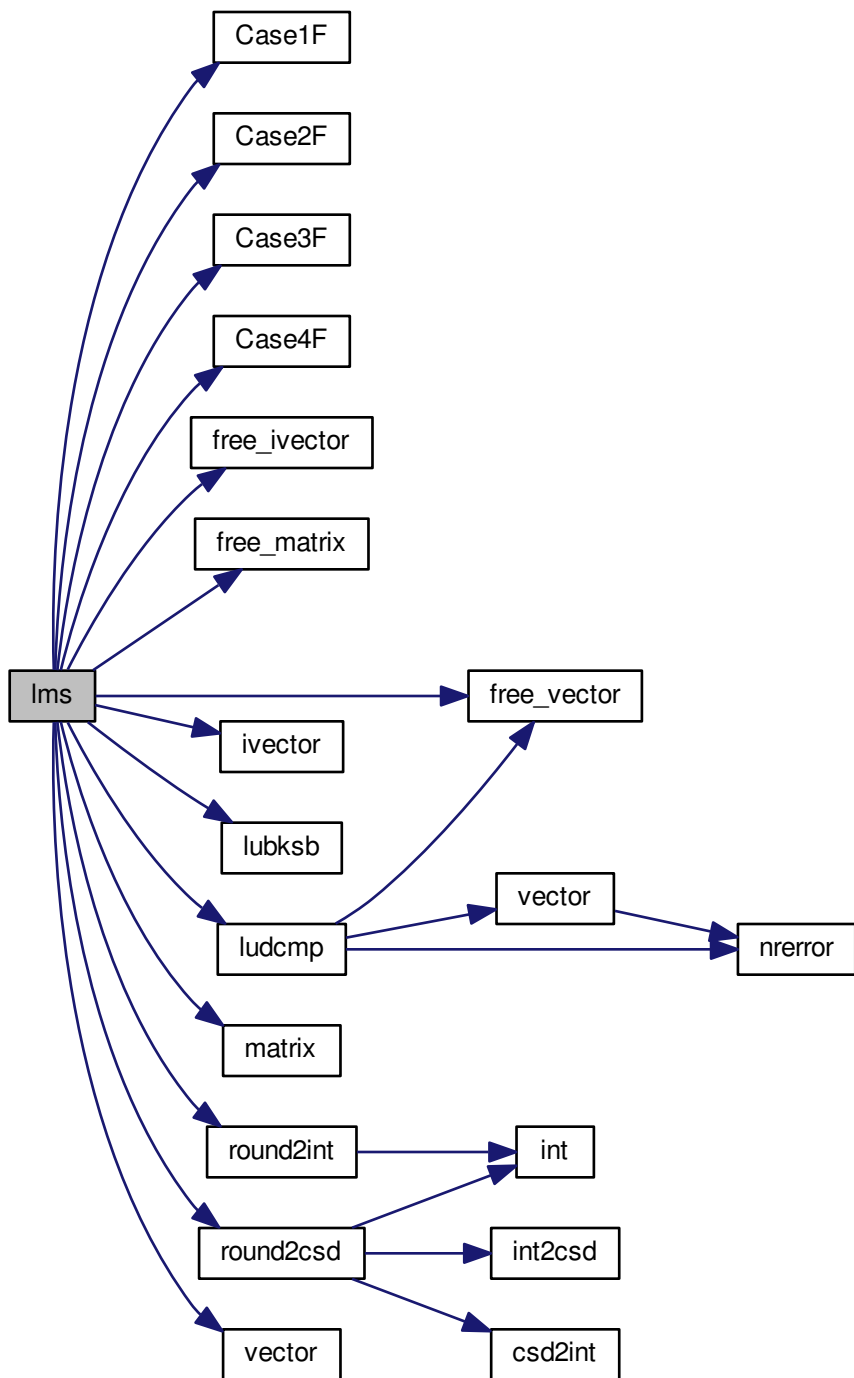 Case1F
Case2F
Case3F
Case4F
free_ivector
free_matrix
lms
free_vector
ivector
lubksb
vector
ludcmp
nrerror
matrix
round2int
int
round2csd
int2csd
vector
csd2int